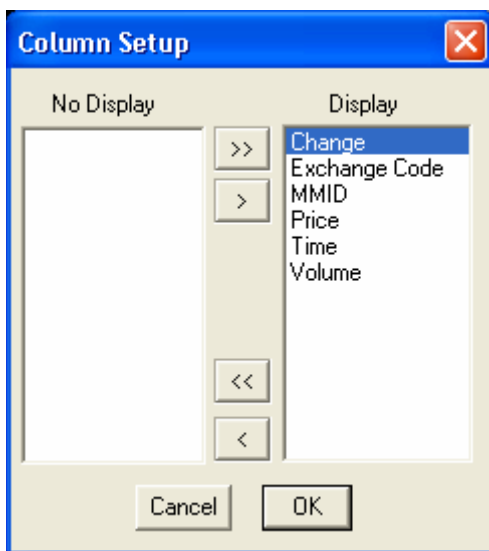 Column Setup
No Display
Display
>>
>
<<
<
Change
Exchange Code
MMID
Price
Time
Volume
Cancel
OK